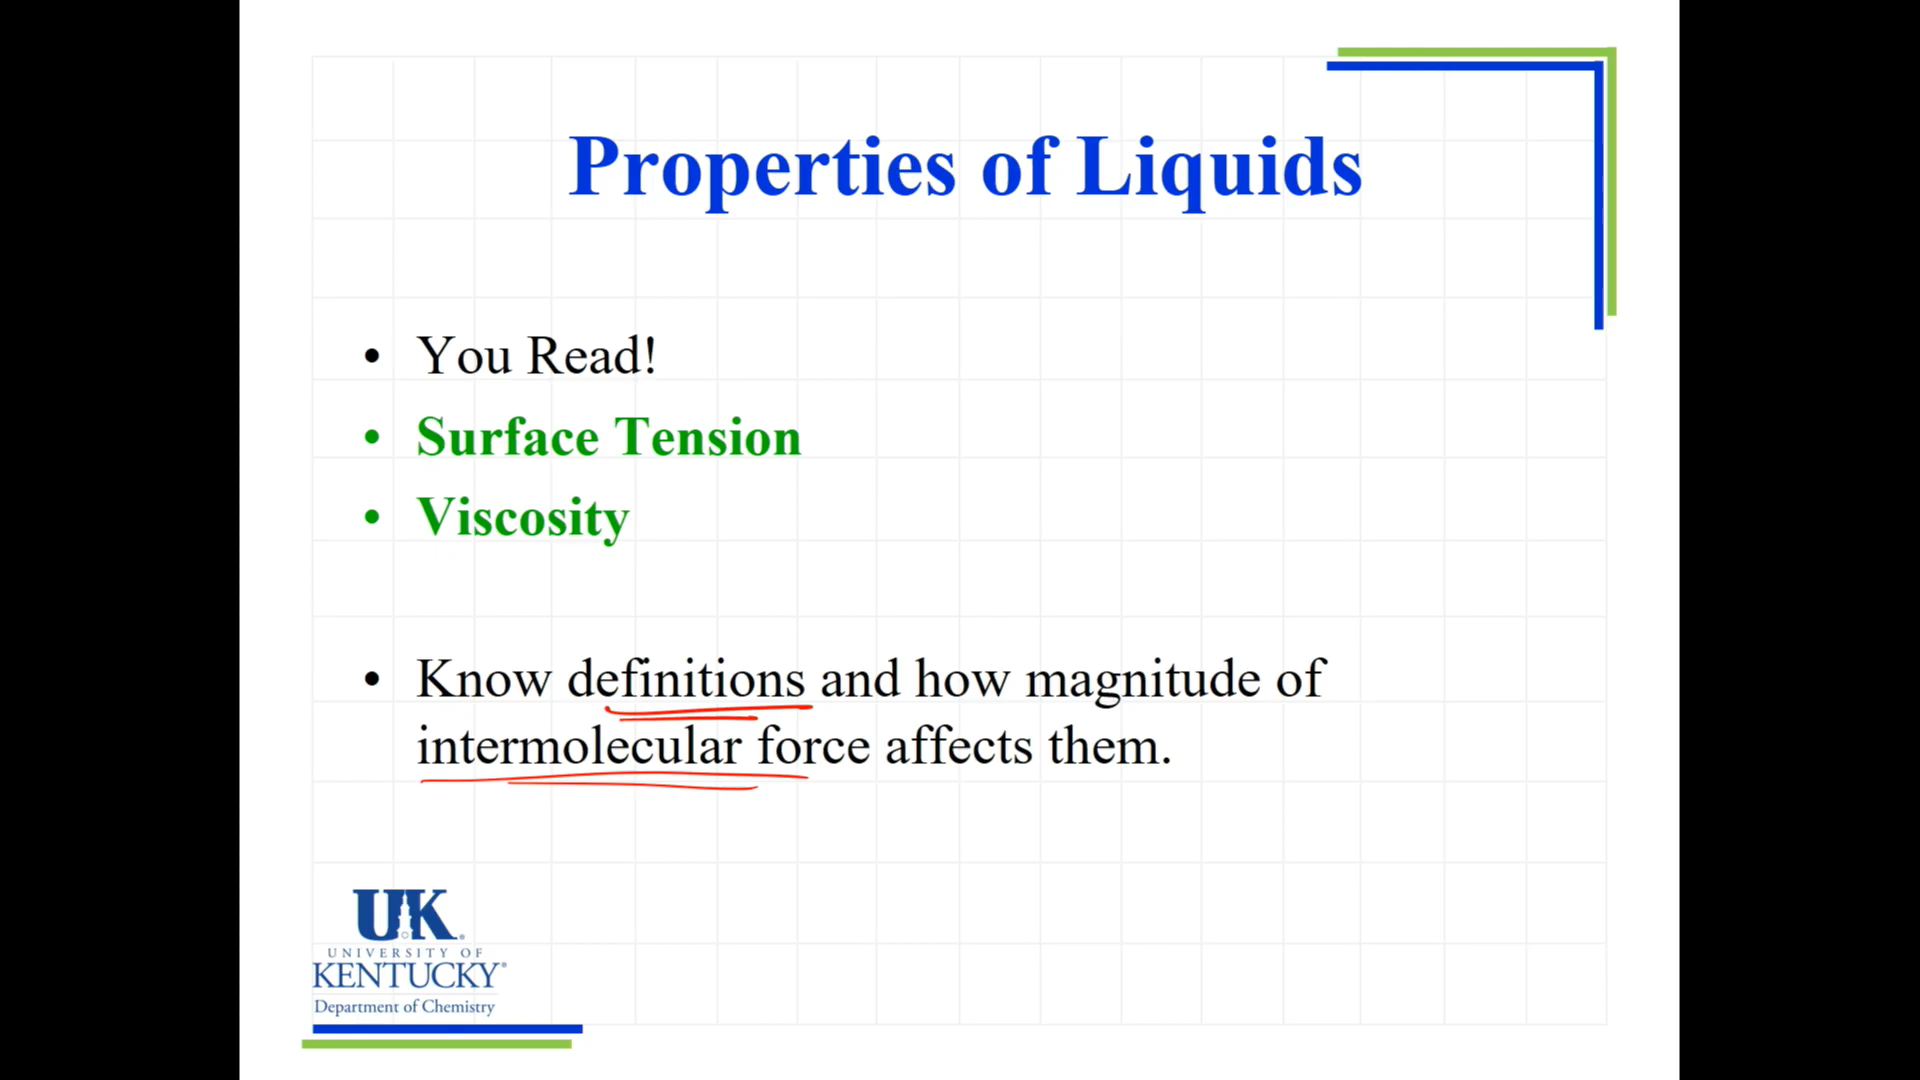 Properties of Liquids
• You Read!
• Surface Tension
• Viscosity
• Know definitions and how magnitude of
intermolecular force affects them.
UK®
UNIVERSITY OF
KENTUCKY®
Department of Chemistry